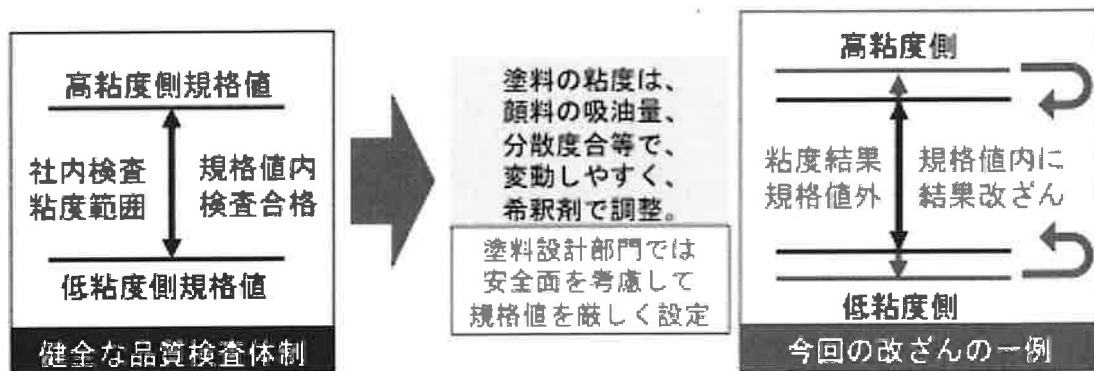 高粘度側規格値
社内検査
粘度範囲
規格値内
検査合格
低粘度側規格値
健全な品質検査体制
塗料の粘度は、
顔料の吸油量、
分散度合等で、
変動しやすく、
希釈剤で調整。
塗料設計部門では
安全面を考慮して
規格値を厳しく設定
高粘度側
粘度結果
規格値外
規格値内に
結果改ざん
低粘度側
今回の改ざんの一例